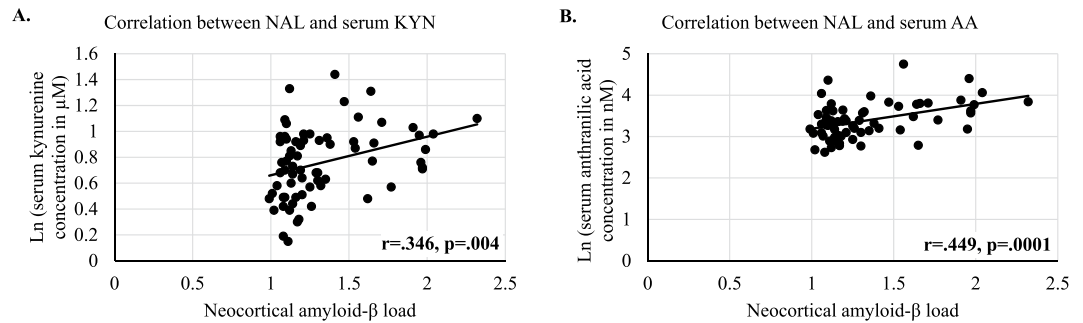 A.
Correlation between NAL and serum KYN
Ln (serum kynurenine
concentration in µM)
1.6
1.4
1.2
1
0.8
0.6
0.4
0.2
0
0
0.5
1
1.5
2
2.5
r=.346, p=.004
Neocortical amyloid-β load
B.
Correlation between NAL and serum AA
Ln (serum anthranilic acid
concentration in nM)
5
4
3
2
1
0
0
0.5
1
1.5
2
2.5
r=.449, p=.0001
Neocortical amyloid-β load